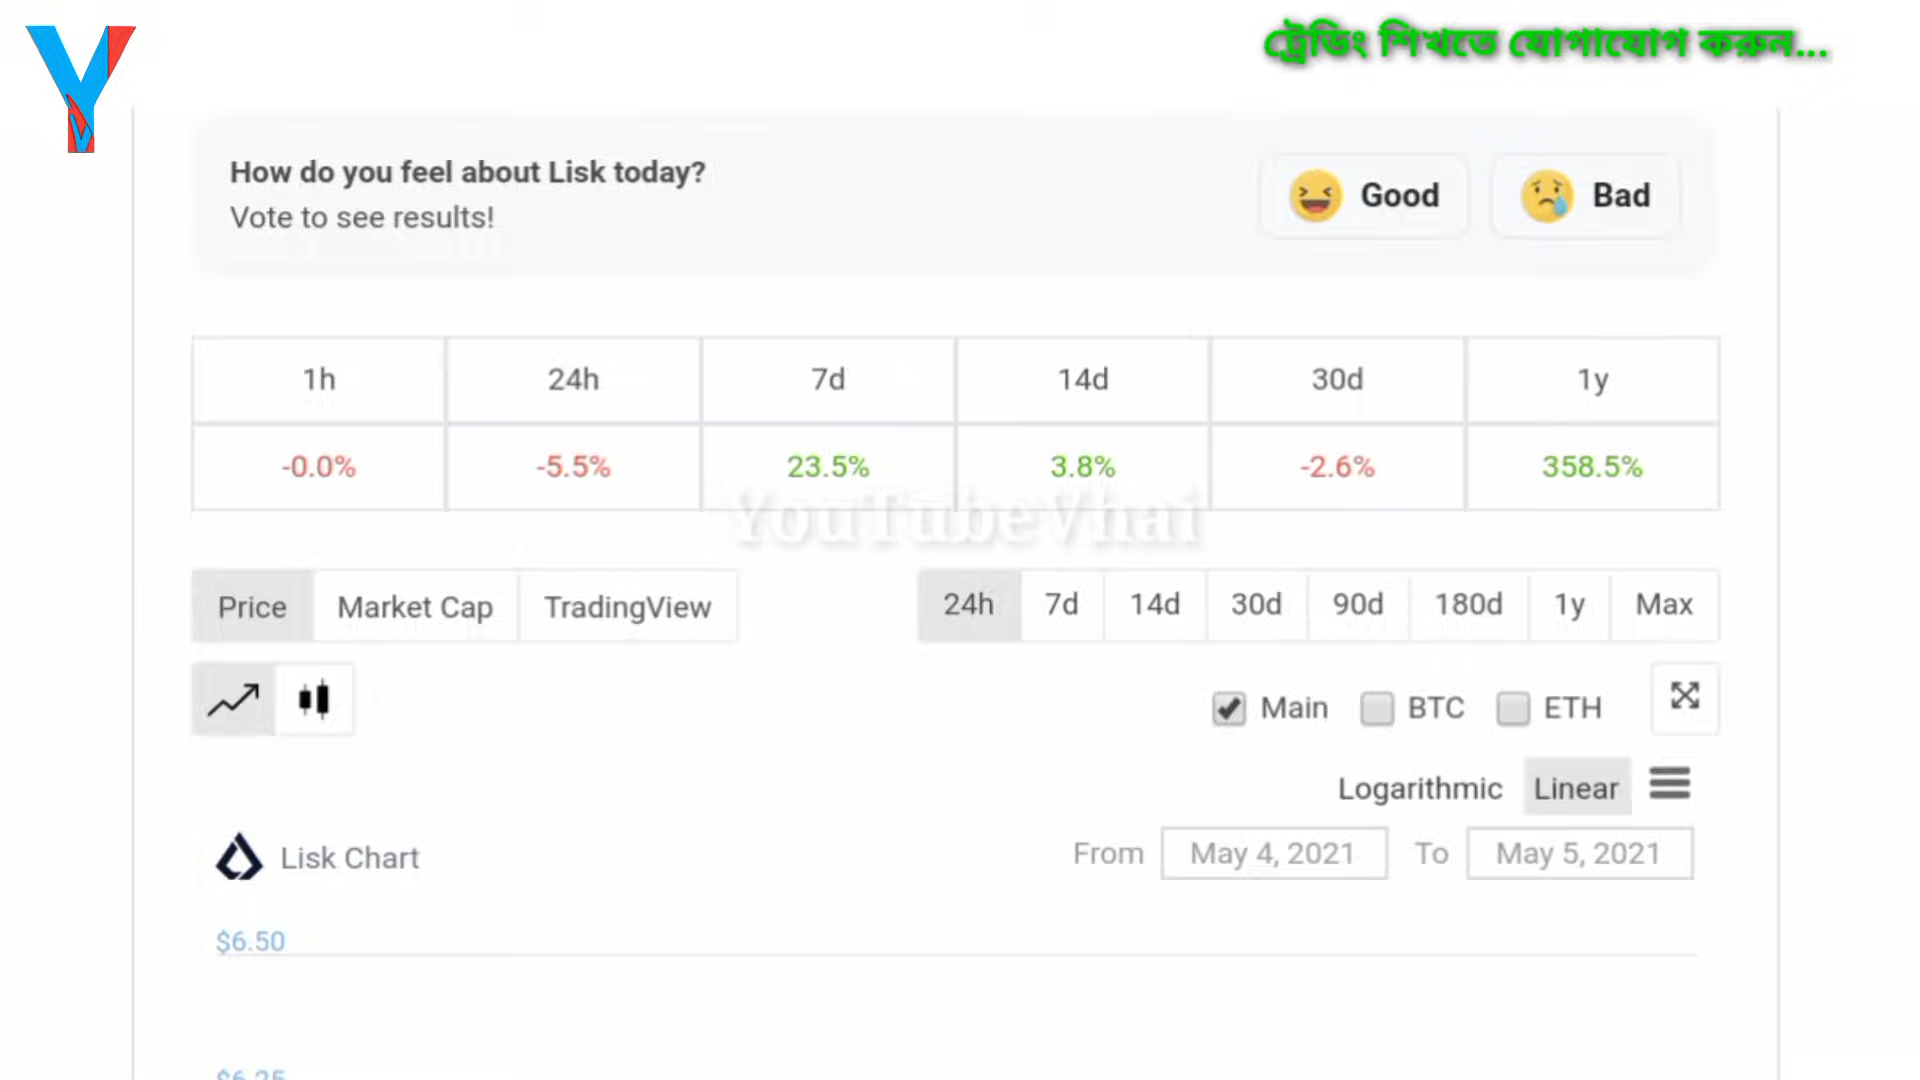 ট্রেডিং শিখতে যোগাযোগ করুন...
How do you feel about Lisk today?
Vote to see results!
Good
Bad
1h 24h 7d 14d 30d 1y
-0.0% -5.5% 23.5% 3.8% -2.6% 358.5%
YouTubeVhai
Price Market Cap TradingView
24h 7d 14d 30d 90d 180d 1y Max
Main BTC ETH
Logarithmic Linear
Lisk Chart
From May 4, 2021 To May 5, 2021
$6.50
$6.25